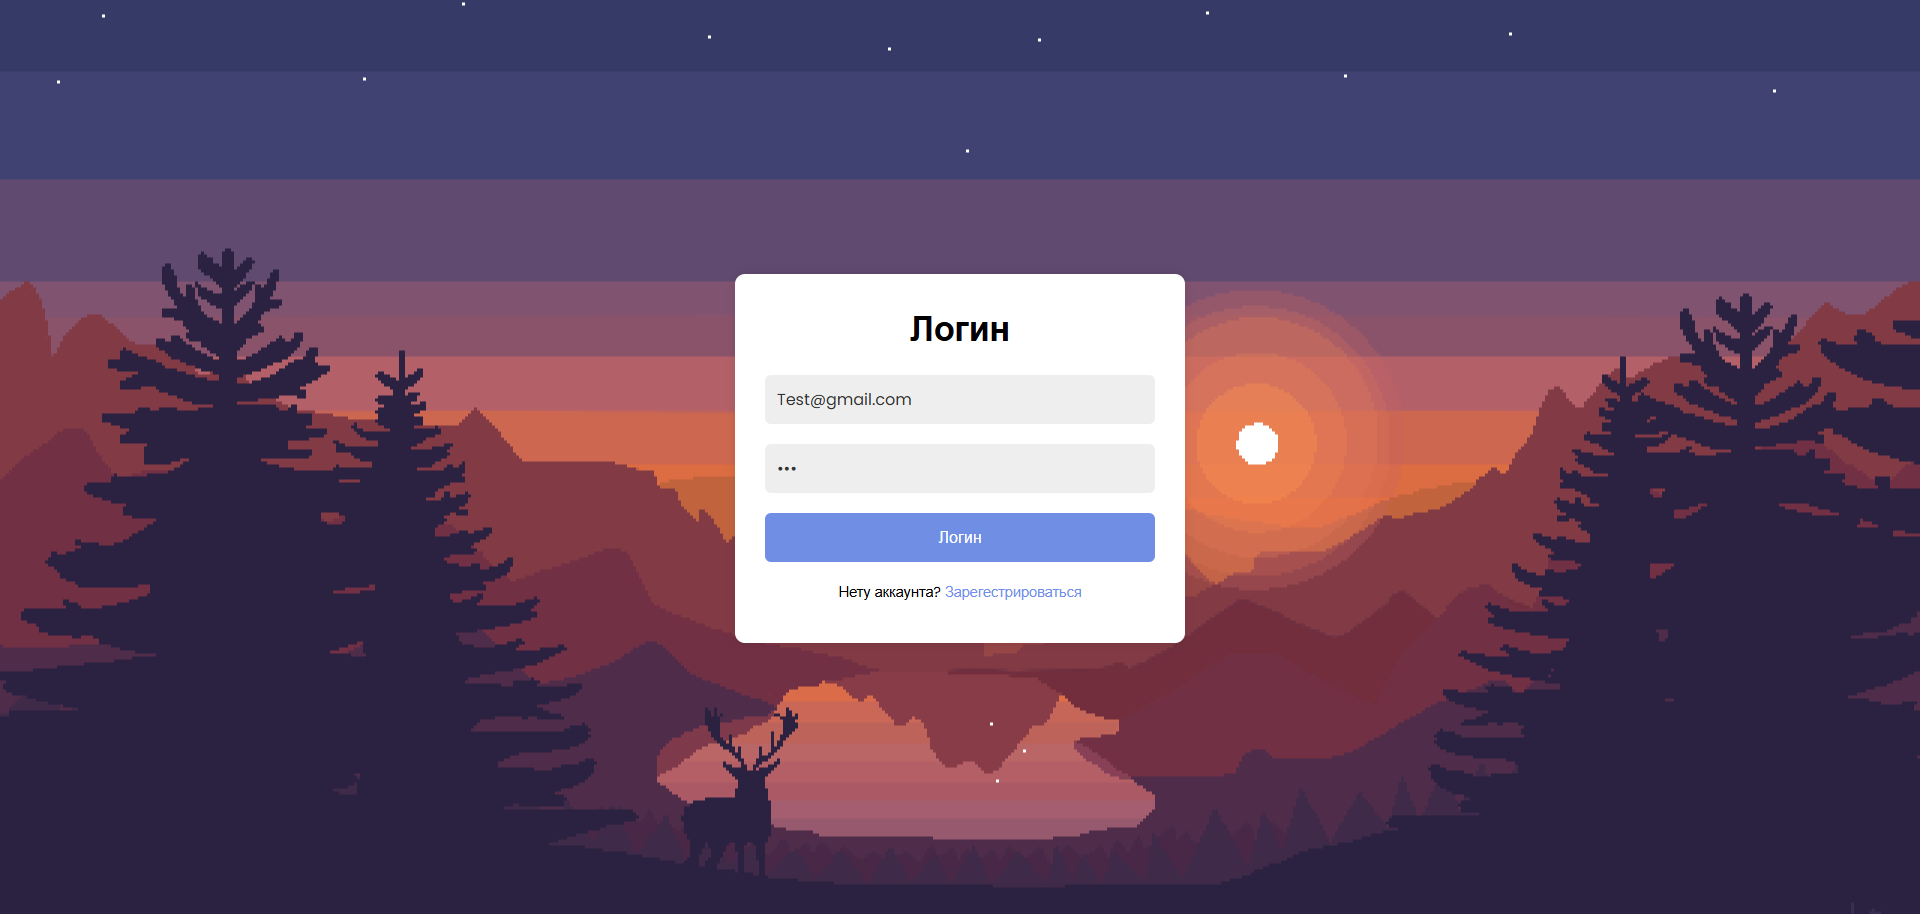 Логин
Test@gmail.com
•••
Логин
Нету аккаунта? Зарегестрироваться